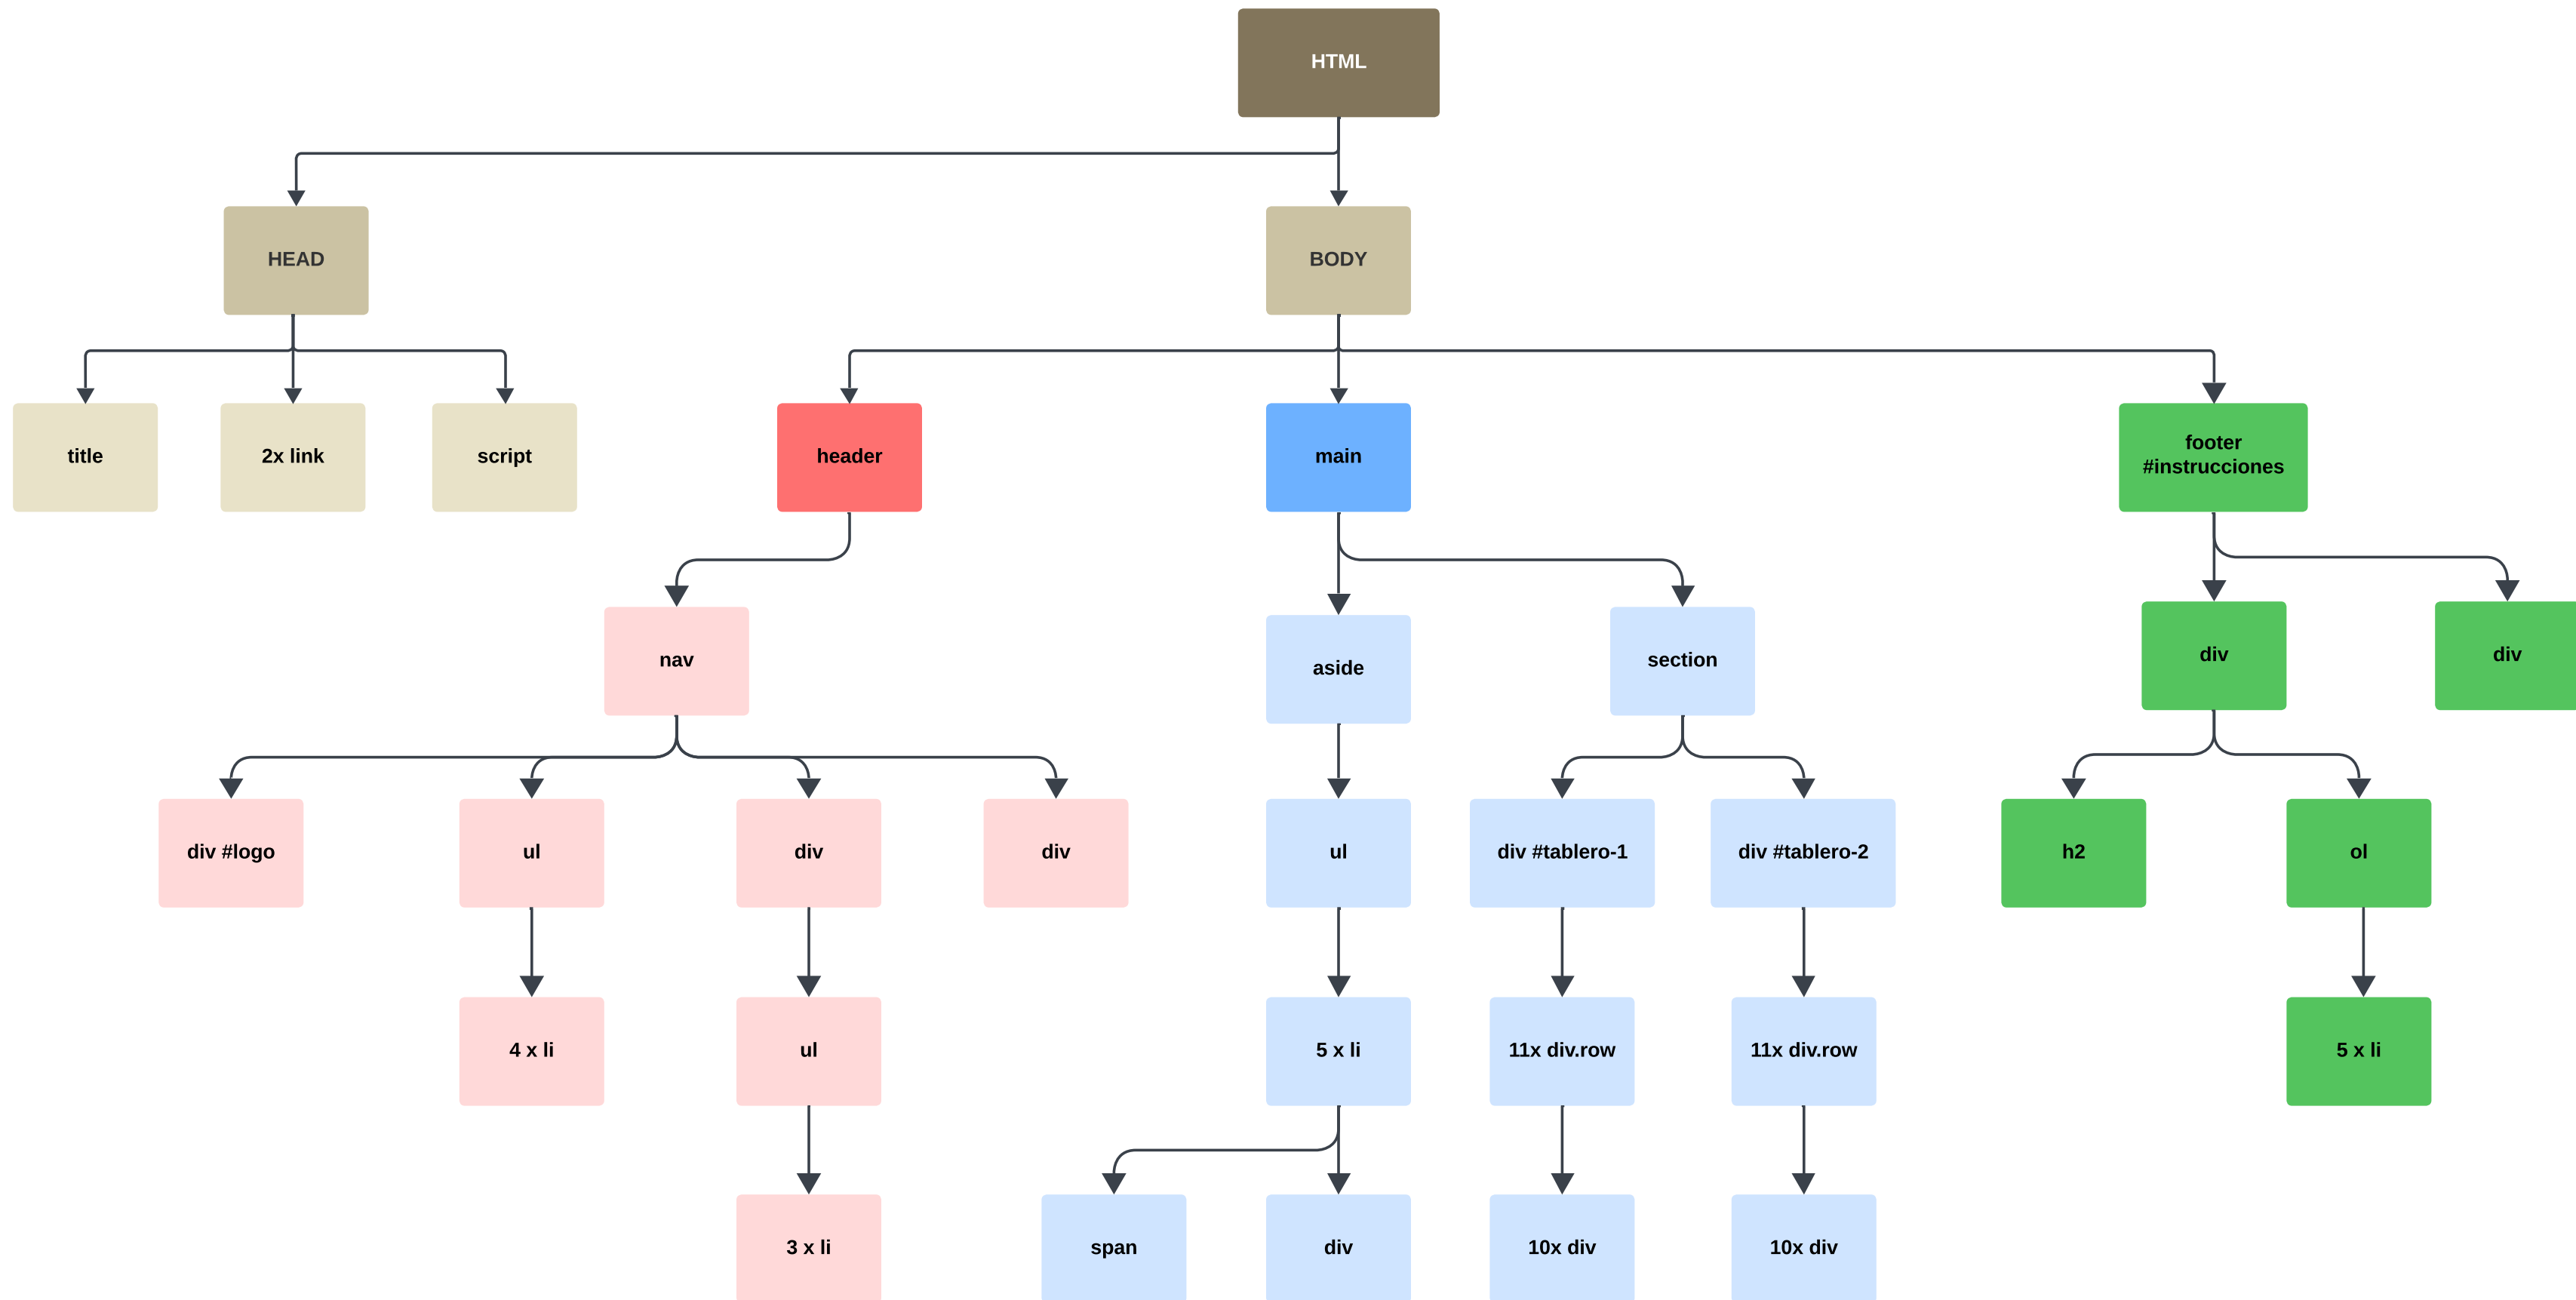 HTML
HEAD
BODY
title
2x link
script
header
main
footer
#instrucciones
nav
aside
section
div
div
div #logo
ul
div
div
ul
div #tablero-1
div #tablero-2
h2
ol
4 x li
ul
5 x li
11x div.row
11x div.row
5 x li
3 x li
span
div
10x div
10x div